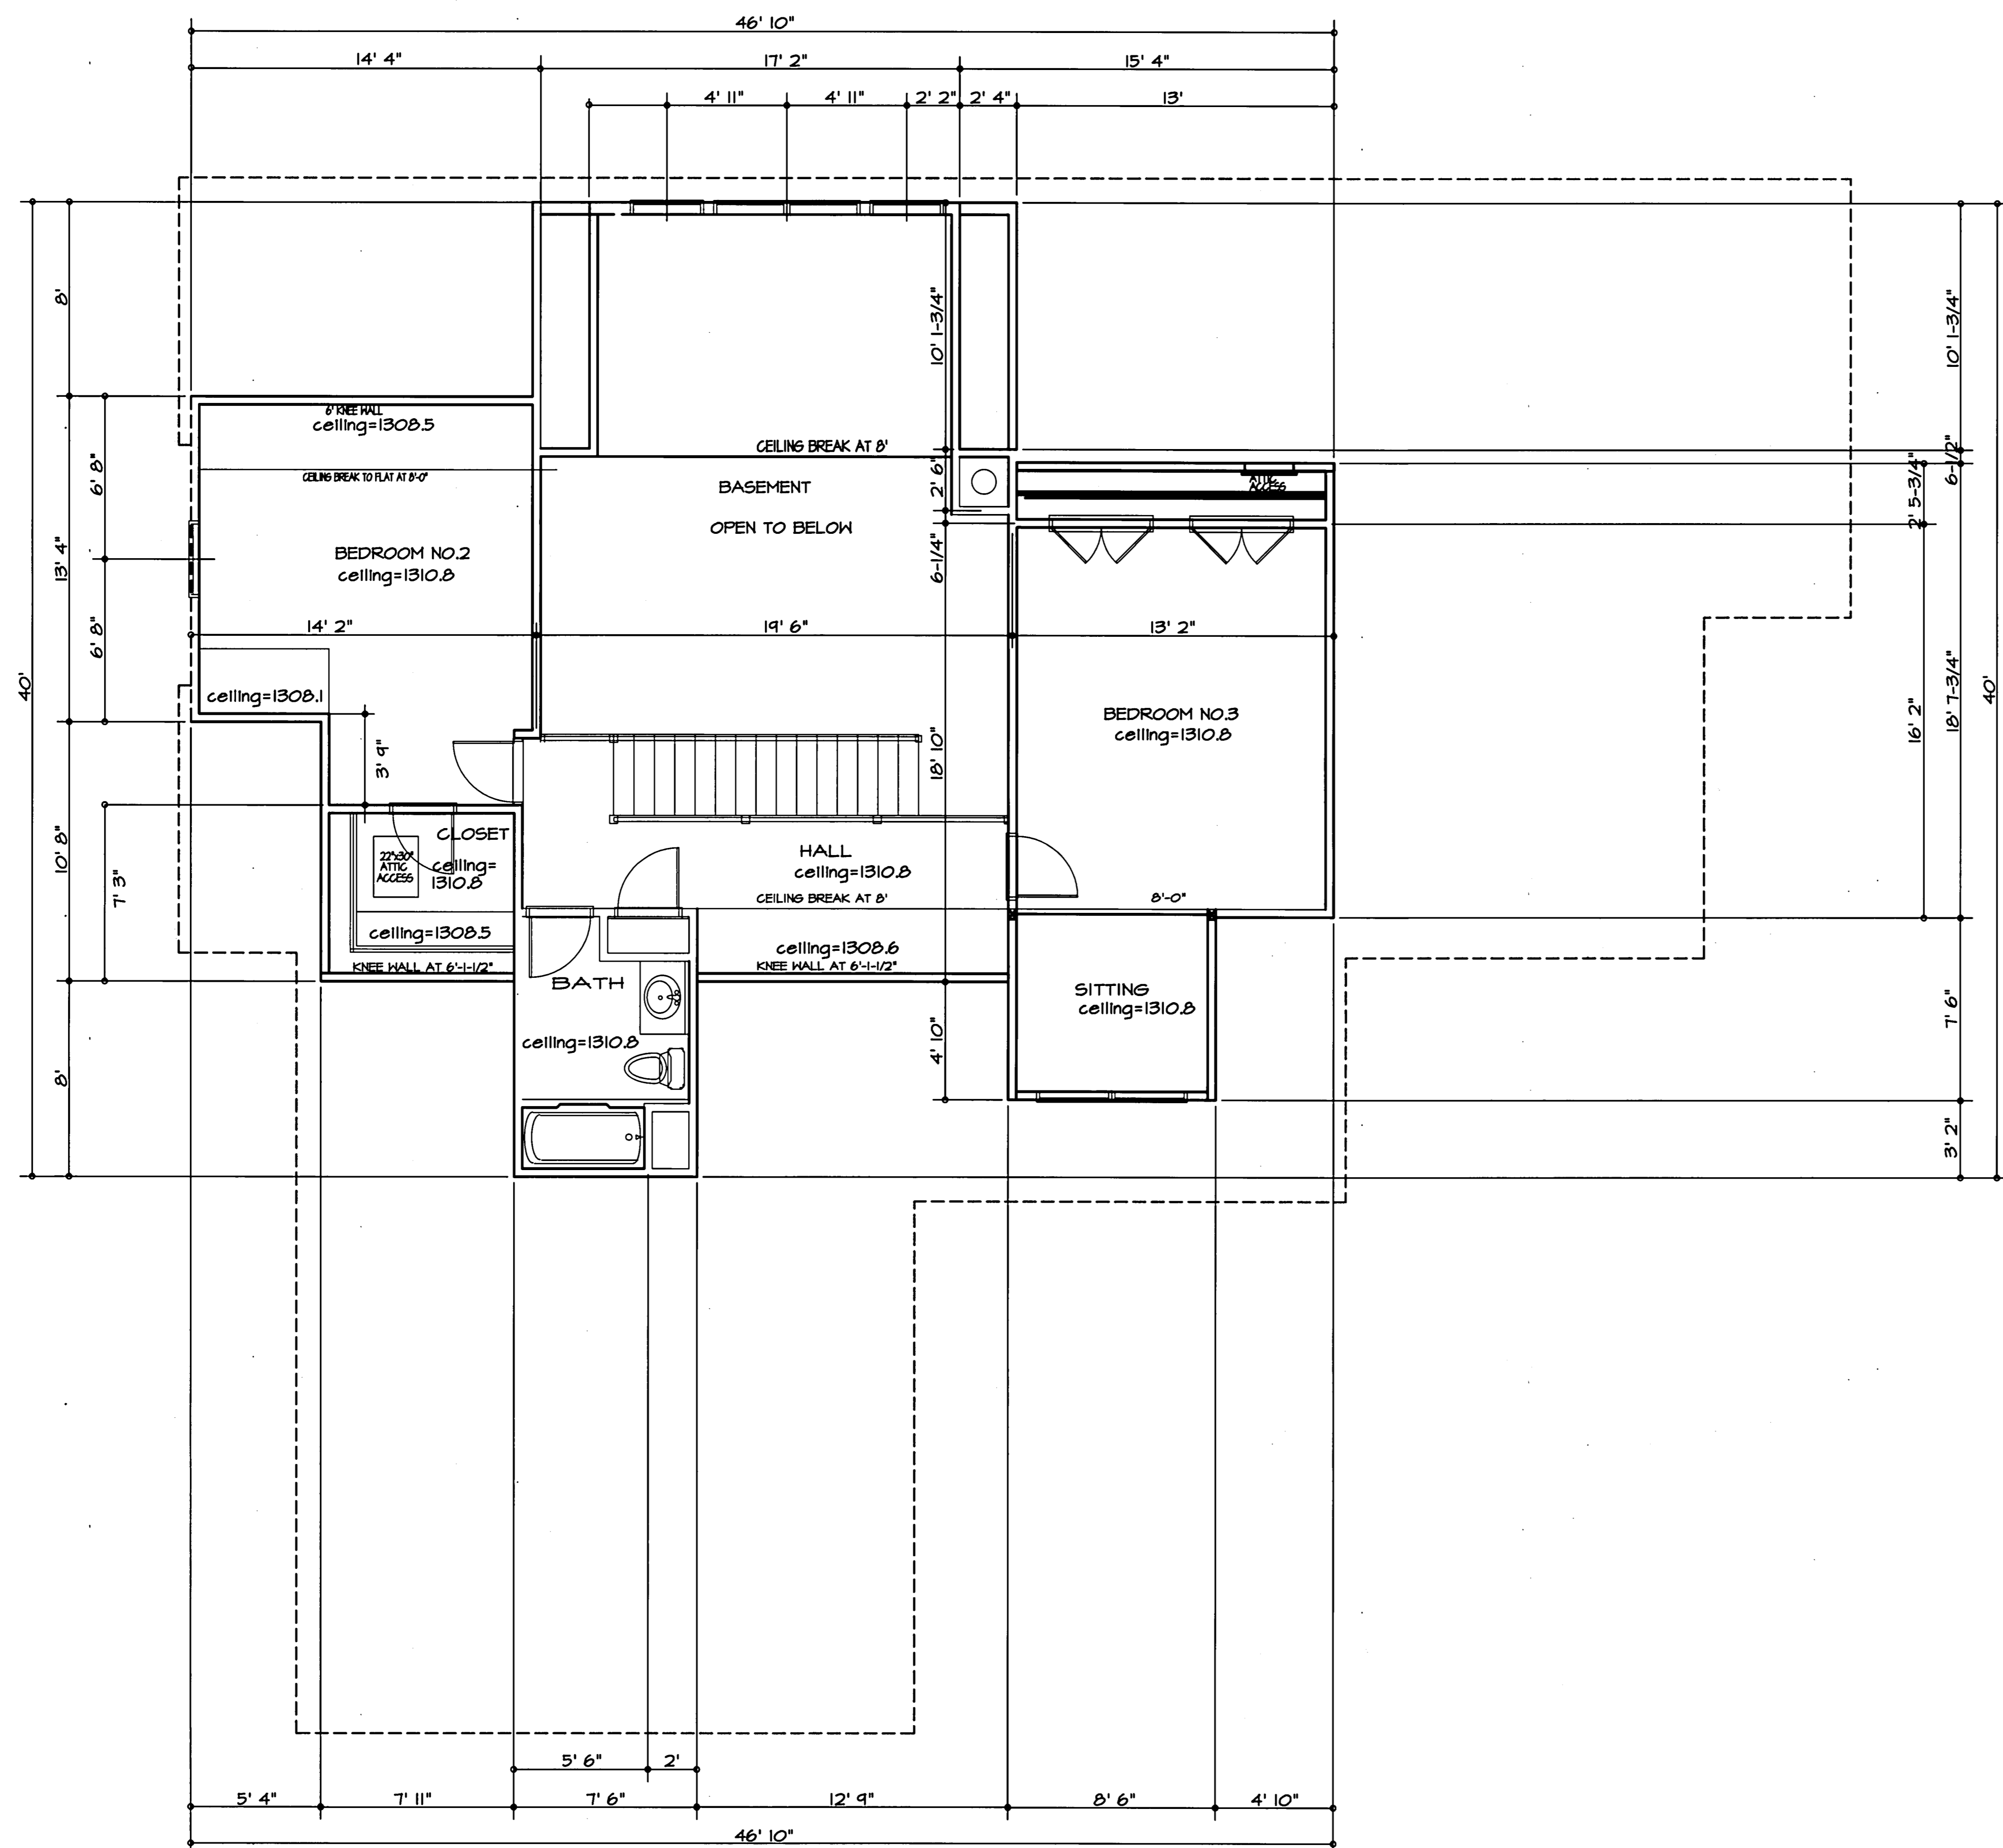 46' 10"
14' 4"
17' 2"
15' 4"
4' 11"
4' 11"
2' 2"
2' 4"
13'
40'
8'
13' 4"
10' 8"
8'
6' 8"
6' 8"
7' 3"
3' 9"
10' 1-3/4"
2' 6"
6-1/4"
18' 10"
4' 10"
6' KNEE WALL
ceiling=1308.5
CEILING BREAK TO FLAT AT 8'-0"
BEDROOM NO.2
ceiling=1310.8
14' 2"
ceiling=1308.1
CEILING BREAK AT 8'
BASEMENT
OPEN TO BELOW
19' 6"
ATTIC
ACCESS
13' 2"
BEDROOM NO.3
ceiling=1310.8
8'-0"
CLOSET
22"x30"
ATTIC
ACCESS
ceiling=
1310.8
ceiling=1308.5
KNEE WALL AT 6'-1-1/2"
HALL
ceiling=1310.8
CEILING BREAK AT 8'
ceiling=1308.6
KNEE WALL AT 6'-1-1/2"
BATH
ceiling=1310.8
SITTING
ceiling=1310.8
2' 5-3/4"
16' 2"
10' 1-3/4"
6-1/2"
18' 7-3/4"
7' 6"
3' 2"
40'
5' 6"
2'
5' 4"
7' 11"
7' 6"
12' 9"
8' 6"
4' 10"
46' 10"